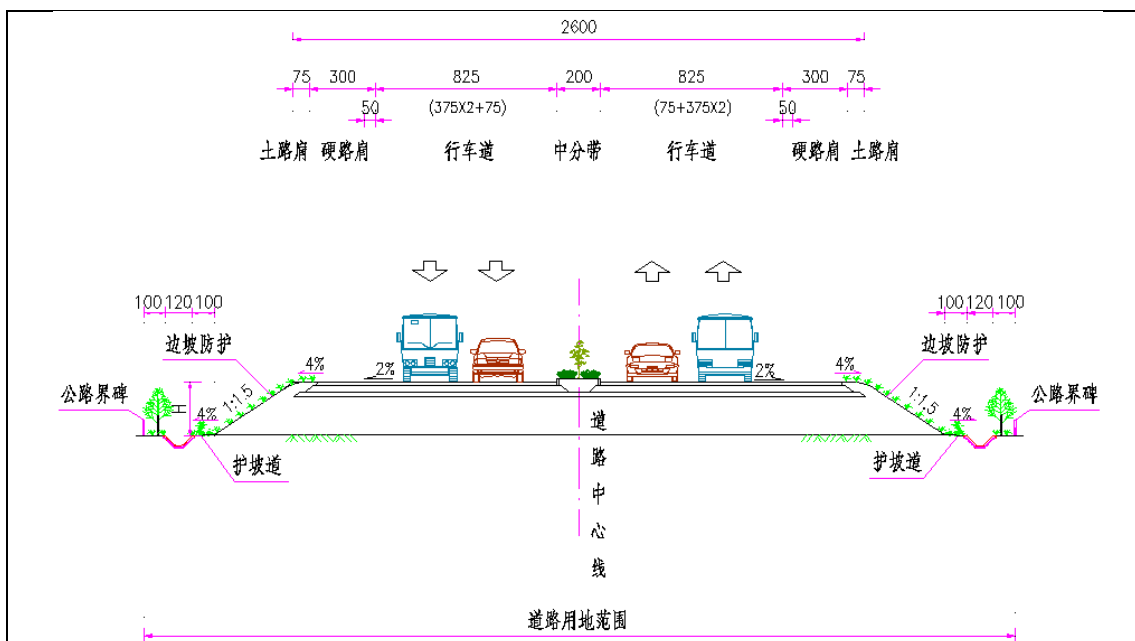 2600
75 300 825 200 825 300 75
50 (375X2+75) (75+375X2) 50
土路肩 硬路肩 行车道 中分带 行车道 硬路肩 土路肩
100 120 100 100 120 100
边坡防护 边坡防护
4% 2% 2% 4%
公路界碑 公路界碑
H 1:1.5 1:1.5
4% 4%
护坡道 护坡道
道路中心线
道路用地范围